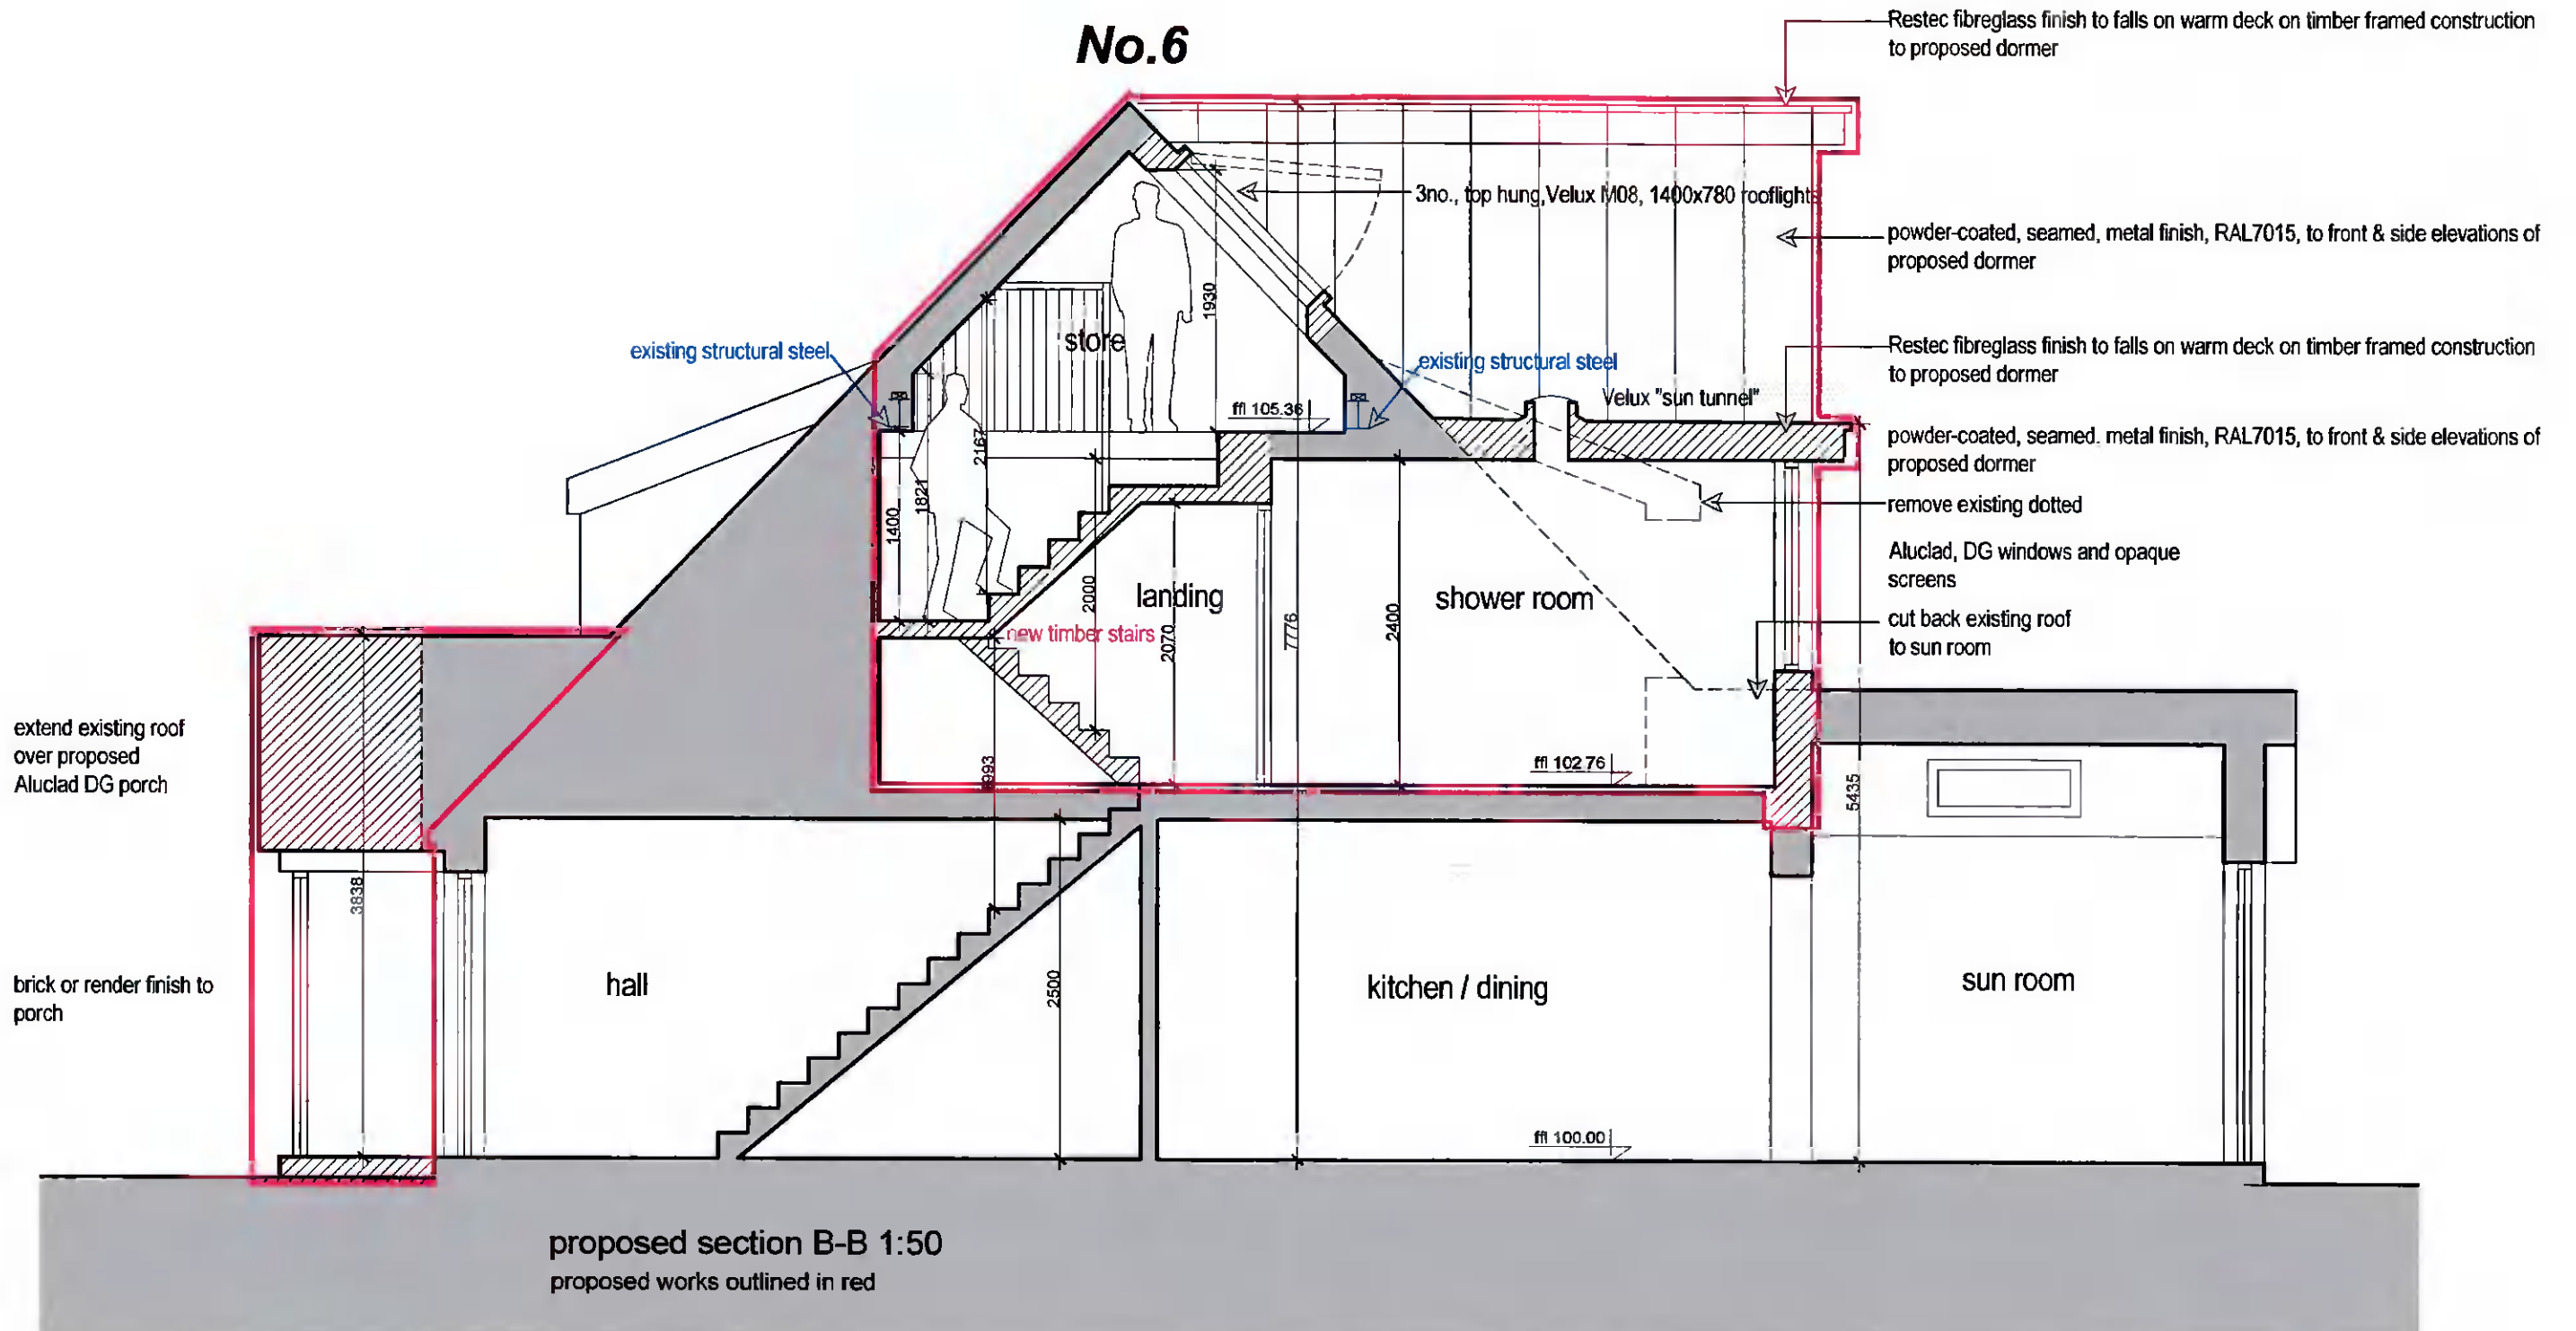 No.6
Restec fibreglass finish to falls on warm deck on timber framed construction
to proposed dormer
3no., top hung,Velux M08, 1400x780 rooflights
powder-coated, seamed, metal finish, RAL7015, to front & side elevations of
proposed dormer
1930
store
existing structural steel
existing structural steel
Restec fibreglass finish to falls on warm deck on timber framed construction
to proposed dormer
Velux "sun tunnel"
ffl 105.36
powder-coated, seamed. metal finish, RAL7015, to front & side elevations of
proposed dormer
2167
1821
1400
remove existing dotted
Aluclad, DG windows and opaque
screens
2000
landing
shower room
2400
cut back existing roof
to sun room
new timber stairs
2070
7776
extend existing roof
over proposed
Aluclad DG porch
ffl 102.76
5435
3838
hall
2500
kitchen / dining
sun room
brick or render finish to
porch
ffl 100.00
proposed section B-B 1:50
proposed works outlined in red